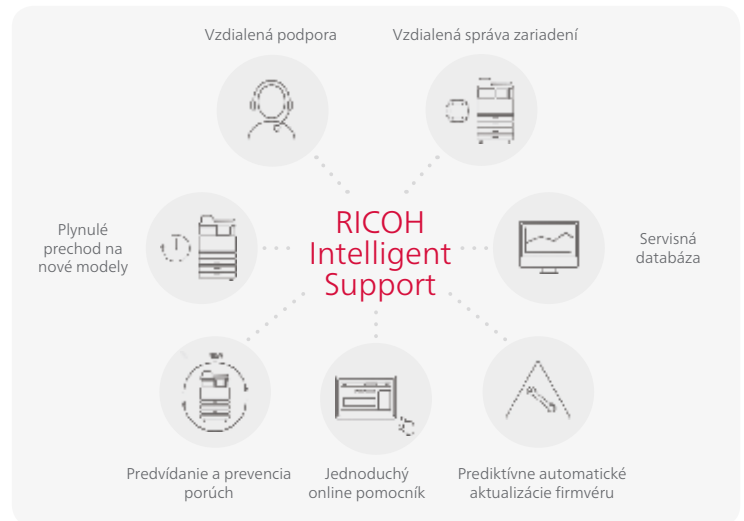 Vzdialená podpora
Vzdialená správa zariadení
Plynulé
prechod na
nové modely
RICOH
Intelligent
Support
Servisná
databáza
Predvídanie a prevencia
porúch
Jednoduchý
online pomocník
Prediktívne automatické
aktualizácie firmvéru